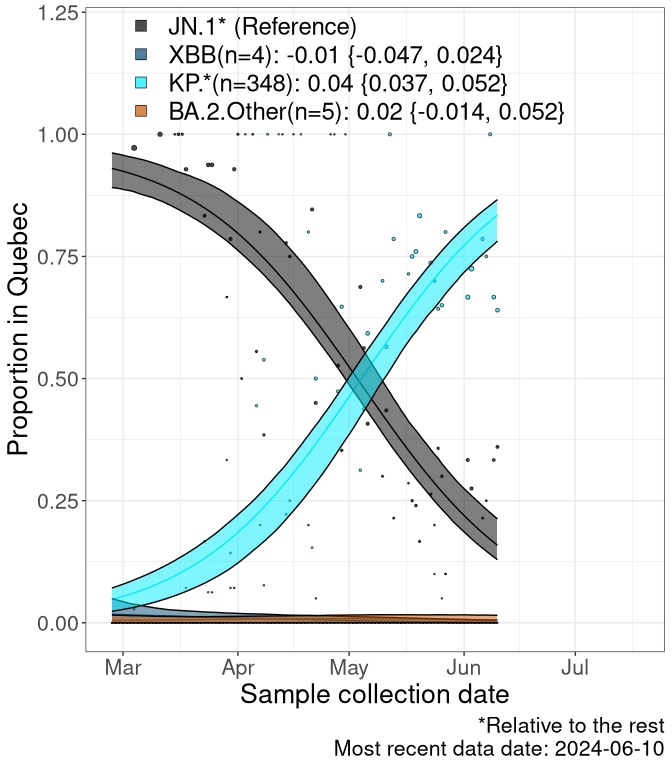 JN.1* (Reference)
XBB(n=4): -0.01 {-0.047, 0.024}
KP.*(n=348): 0.04 {0.037, 0.052}
BA.2.Other(n=5): 0.02 {-0.014, 0.052}
1.25
1.00
0.75
0.50
0.25
0.00
Proportion in Quebec
Mar Apr May Jun Jul
Sample collection date
*Relative to the rest
Most recent data date: 2024-06-10